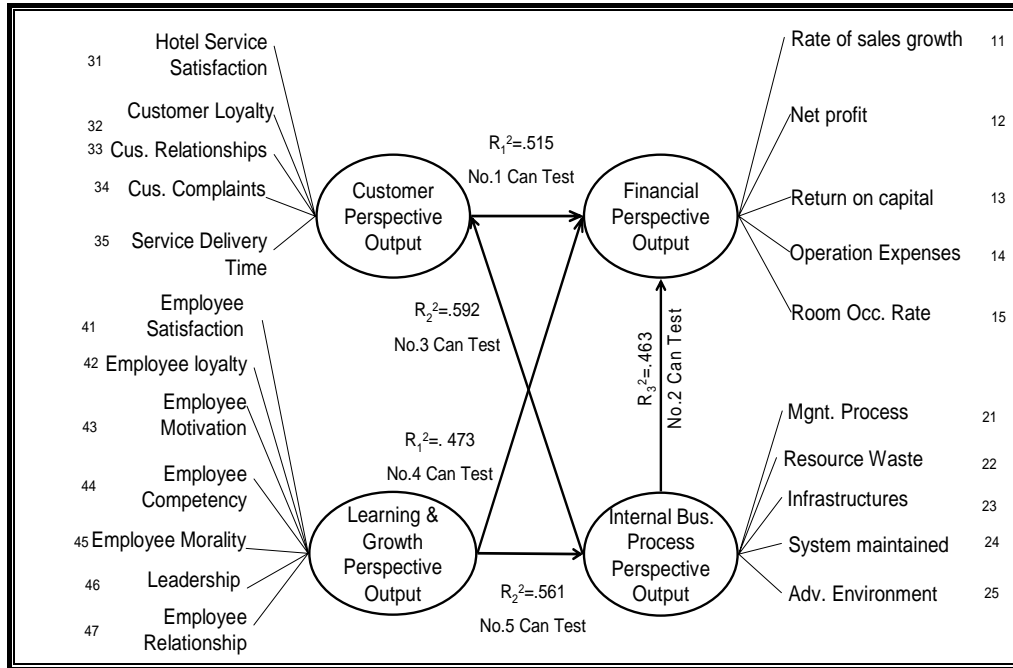 Hotel Service
Satisfaction
31
Customer Loyalty
32
33 Cus. Relationships
34 Cus. Complaints
35 Service Delivery
Time
Customer
Perspective
Output
R₁²=.515
No.1 Can Test
Financial
Perspective
Output
Rate of sales growth 11
Net profit 12
Return on capital 13
Operation Expenses 14
Room Occ. Rate 15
R₂²=.592
No.3 Can Test
R₃²=.463
No.2 Can Test
Employee
Satisfaction
41
42 Employee loyalty
Employee
43 Motivation
Employee
44 Competency
45 Employee Morality
46 Leadership
Employee
47 Relationship
R₁²=. 473
No.4 Can Test
Learning &
Growth
Perspective
Output
R₂²=.561
No.5 Can Test
Internal Bus.
Process
Perspective
Output
Mgnt. Process 21
Resource Waste 22
Infrastructures 23
System maintained 24
Adv. Environment 25